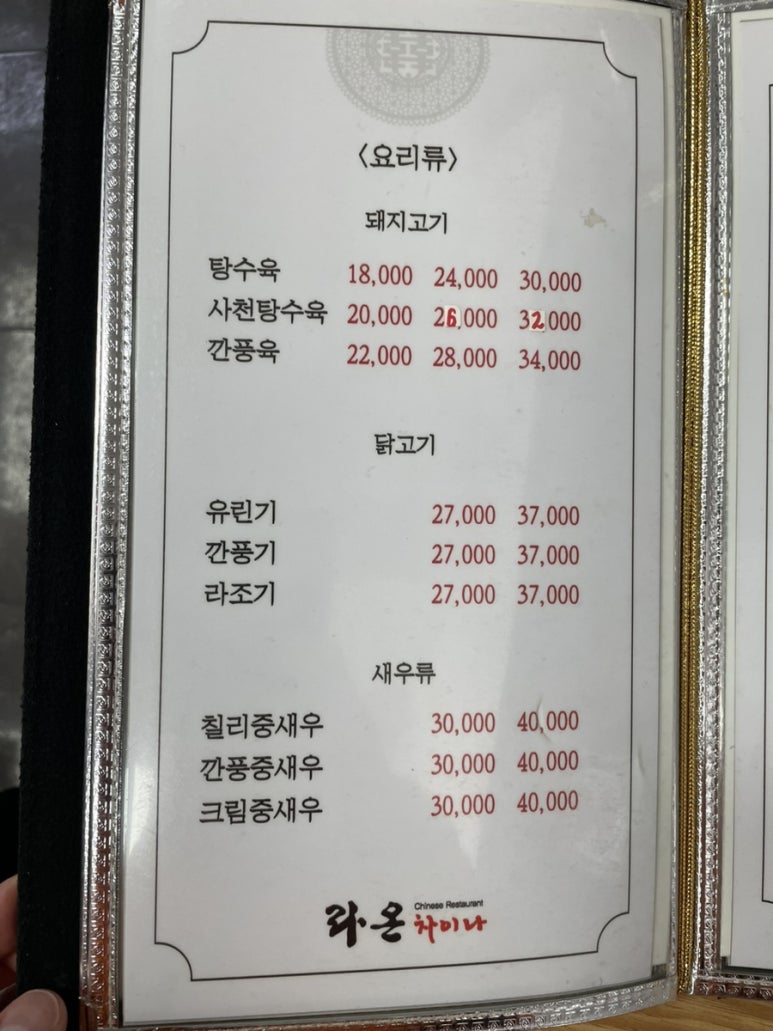 <요리류>
돼지고기
탕수육 18,000 24,000 30,000
사천탕수육 20,000 26,000 32,000
깐풍육 22,000 28,000 34,000
닭고기
유린기 27,000 37,000
깐풍기 27,000 37,000
라조기 27,000 37,000
새우류
칠리중새우 30,000 40,000
깐풍중새우 30,000 40,000
크림중새우 30,000 40,000
Chinese Restaurant
라·온 차이나